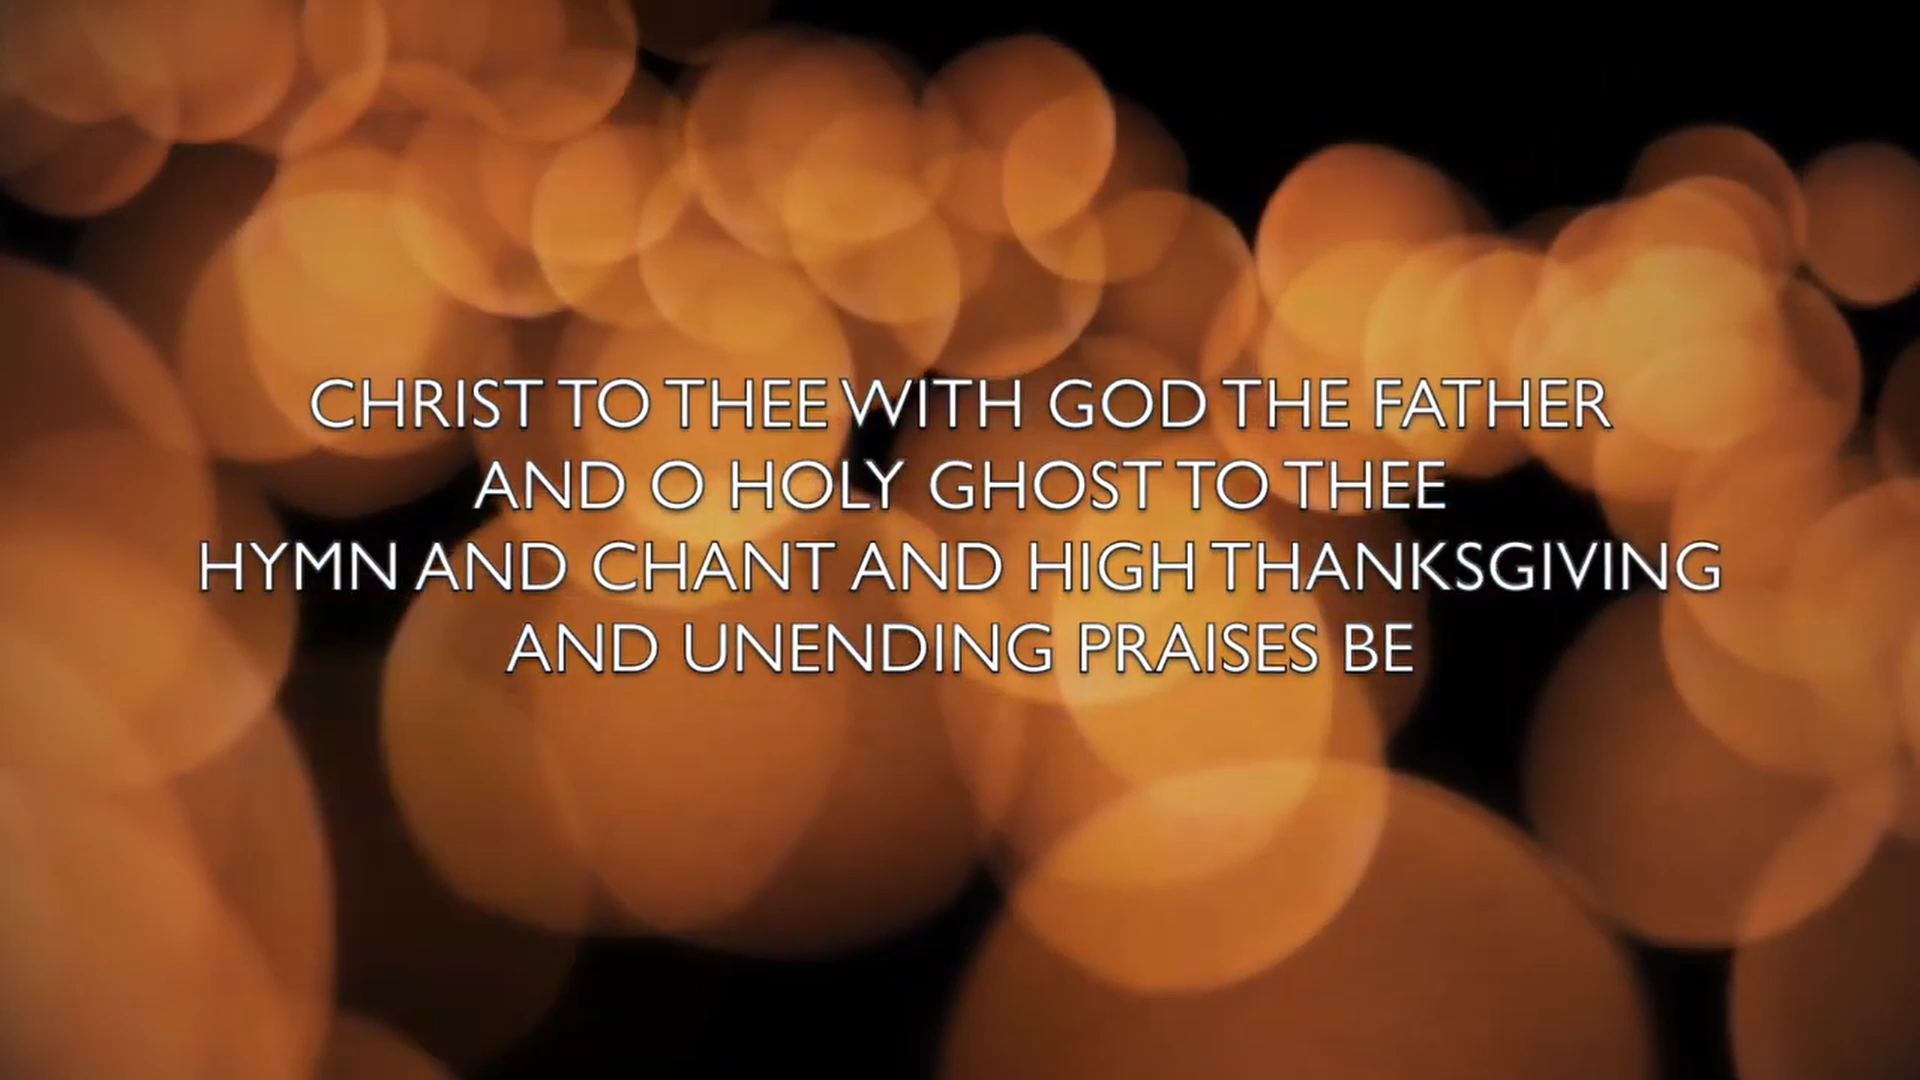 CHRIST TO THEE WITH GOD THE FATHER
AND O HOLY GHOST TO THEE
HYMN AND CHANT AND HIGH THANKSGIVING
AND UNENDING PRAISES BE